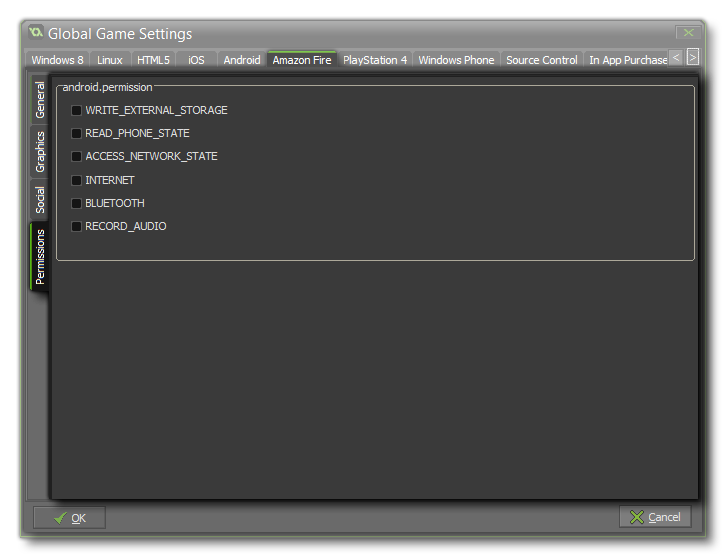 Global Game Settings
Windows 8 Linux HTML5 iOS Android Amazon Fire PlayStation 4 Windows Phone Source Control In App Purchase < >
General
Graphics
Social
Permissions
android.permission
WRITE_EXTERNAL_STORAGE
READ_PHONE_STATE
ACCESS_NETWORK_STATE
INTERNET
BLUETOOTH
RECORD_AUDIO
OK Cancel